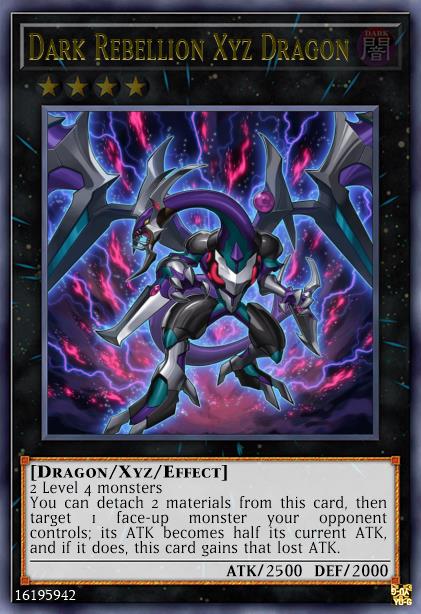 DARK REBELLION XYZ DRAGON
DARK
闇
[DRAGON/XYZ/EFFECT]
2 Level 4 monsters
You can detach 2 materials from this card, then
target 1 face-up monster your opponent
controls; its ATK becomes half its current ATK,
and if it does, this card gains that lost ATK.
ATK/2500 DEF/2000
16195942